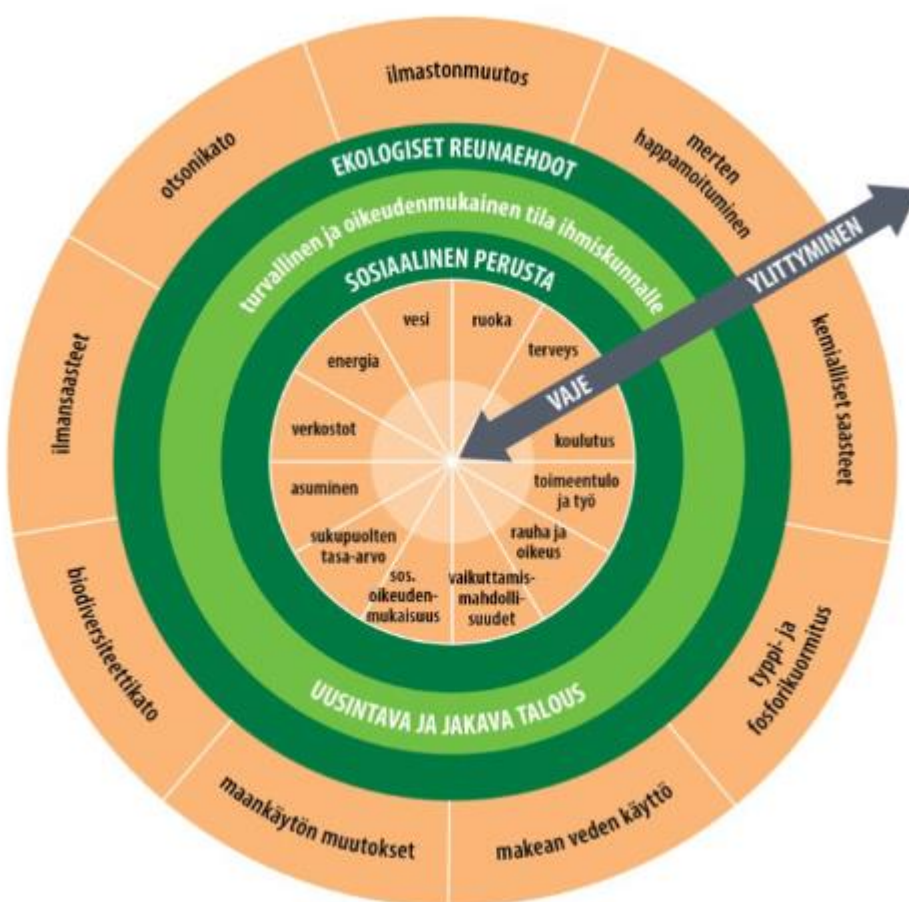 ilmastonmuutos
merten
happamoituminen
kemialliset saasteet
typpi- ja
fosforikuormitus
makean veden käyttö
maankäytön muutokset
biodiversiteettikato
ilmansaasteet
otsonikato
EKOLOGISET REUNAEHDOT
turvallinen ja oikeudenmukainen tila ihmiskunnalle
SOSIAALINEN PERUSTA
YLITTYMINEN
VAJE
vesi
ruoka
terveys
koulutus
toimeentulo
ja työ
rauha ja
oikeus
vaikuttamis-
mahdolli-
suudet
sos.
oikeuden-
mukaisuus
sukupuolten
tasa-arvo
asuminen
verkostot
energia
UUSINTAVA JA JAKAVA TALOUS